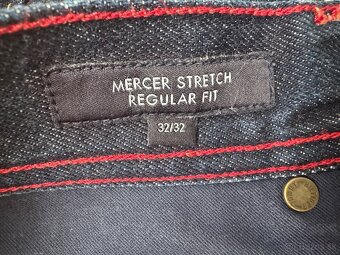 MERCER STRETCH
REGULAR FIT
32/32